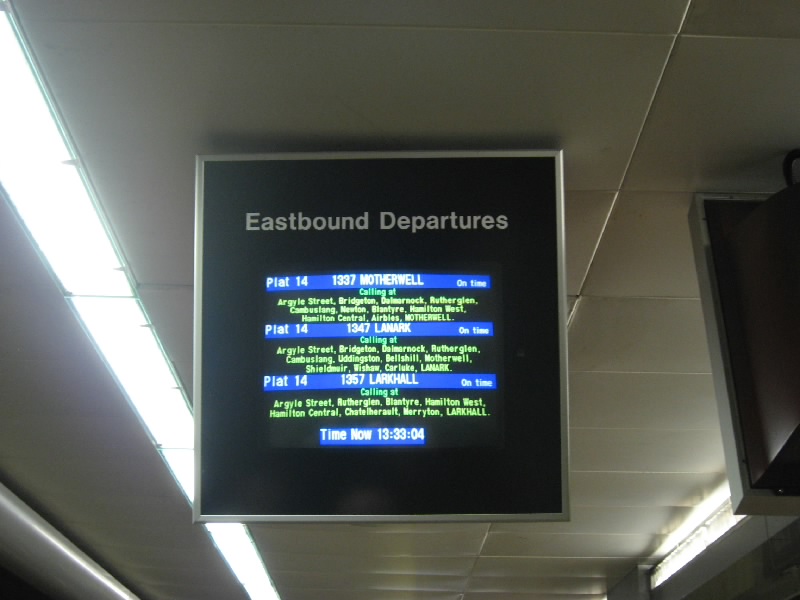 Eastbound Departures
Plat 14 1337 MOTHERWELL On time
Calling at
Argyle Street, Bridgeton, Dalmarnock, Rutherglen,
Cambuslang, Newton, Blantyre, Hamilton West,
Hamilton Central, Airbles, MOTHERWELL.
Plat 14 1347 LANARK On time
Calling at
Argyle Street, Bridgeton, Dalmarnock, Rutherglen,
Cambuslang, Uddingston, Bellshill, Motherwell,
Shieldmuir, Wishaw, Carluke, LANARK.
Plat 14 1357 LARKHALL On time
Calling at
Argyle Street, Rutherglen, Blantyre, Hamilton West,
Hamilton Central, Chatelherault, Merryton, LARKHALL.
Time Now 13:33:04